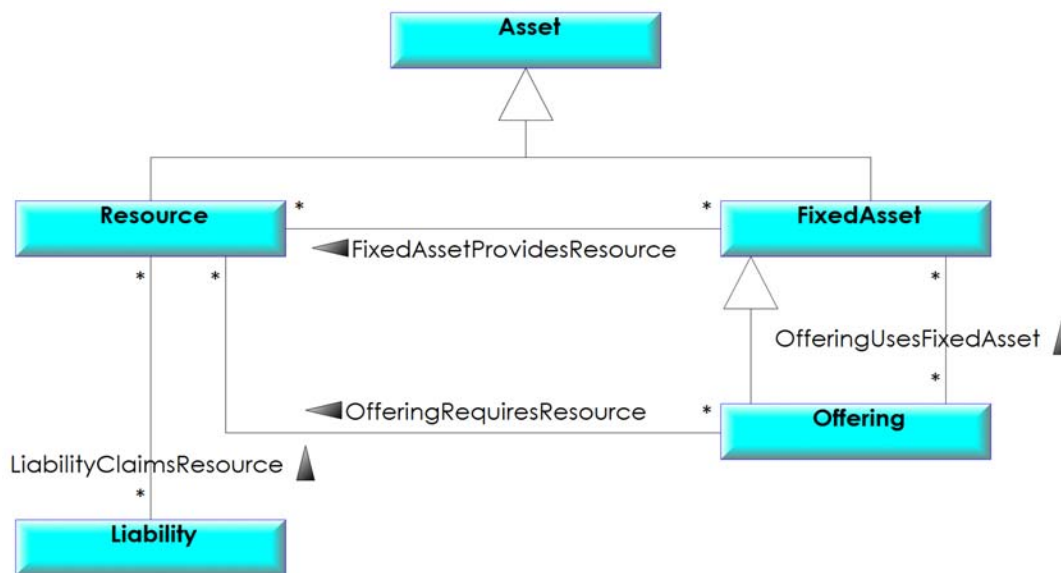 Asset
Resource
*
*
FixedAsset
FixedAssetProvidesResource
*
*
*
OfferingUsesFixedAsset
*
OfferingRequiresResource
*
Offering
LiabilityClaimsResource
*
Liability